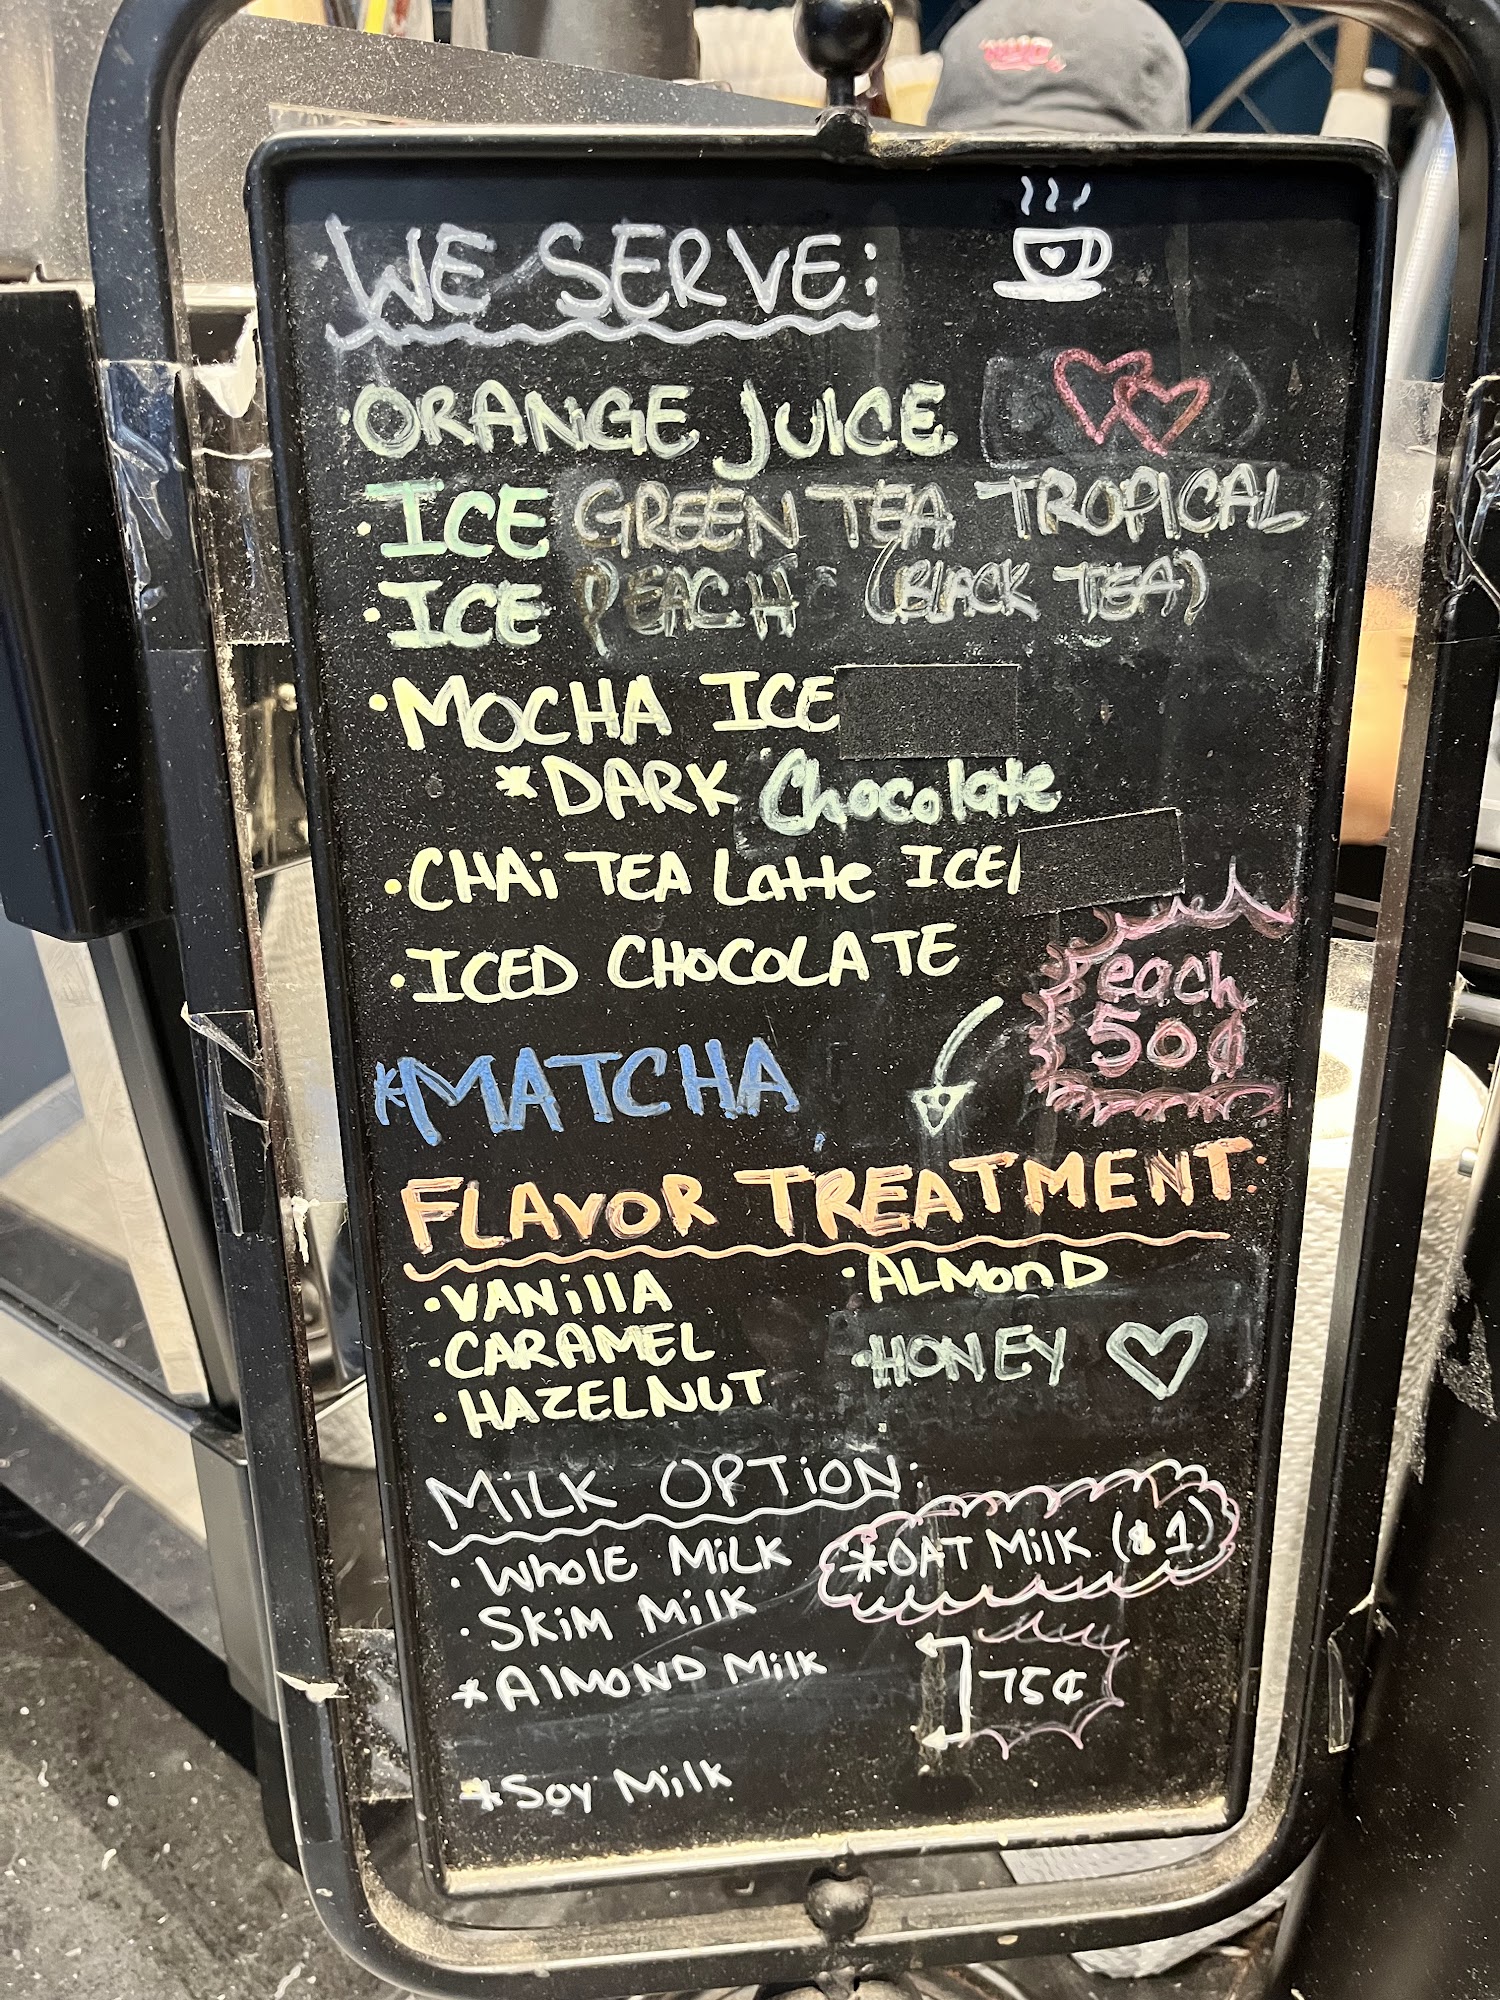 WE SERVE:
· ORANGE JUICE
· ICE GREEN TEA TROPICAL
· ICE PEACH (BLACK TEA)
· MOCHA ICE
*DARK Chocolate
· CHAi TEA Latte ICE/
· ICED CHOCOLATE
each
50¢
*MATCHA
FLAVOR TREATMENT:
· VANillA
· ALMOnD
· CARAMEL
· HONEY
· HAZELNUT
MiLK OPTiON:
· WhOlE MiLK
*OAT MilK ($1)
· SKiM MilK
*AlMOND Milk
75¢
*Soy Milk